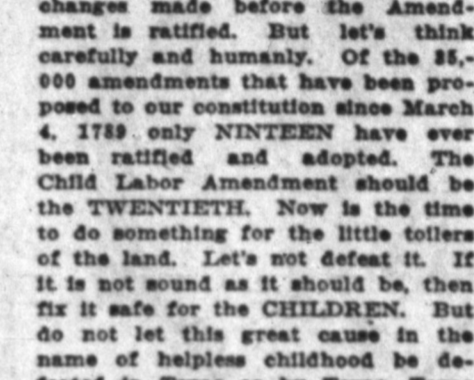 changes made before the Amend-
ment is ratified. But let's think
carefully and humanly. Of the 85,-
000 amendments that have been pro-
posed to our constitution since March
4, 1789 only NINTEEN have ever
been ratified and adopted. The
Child Labor Amendment should be
the TWENTIETH. Now is the time
to do something for the little toilers
of the land. Let's not defeat it. If
it is not sound as it should be, then
fix it safe for the CHILDREN. But
do not let this great cause in the
name of helpless childhood be de-